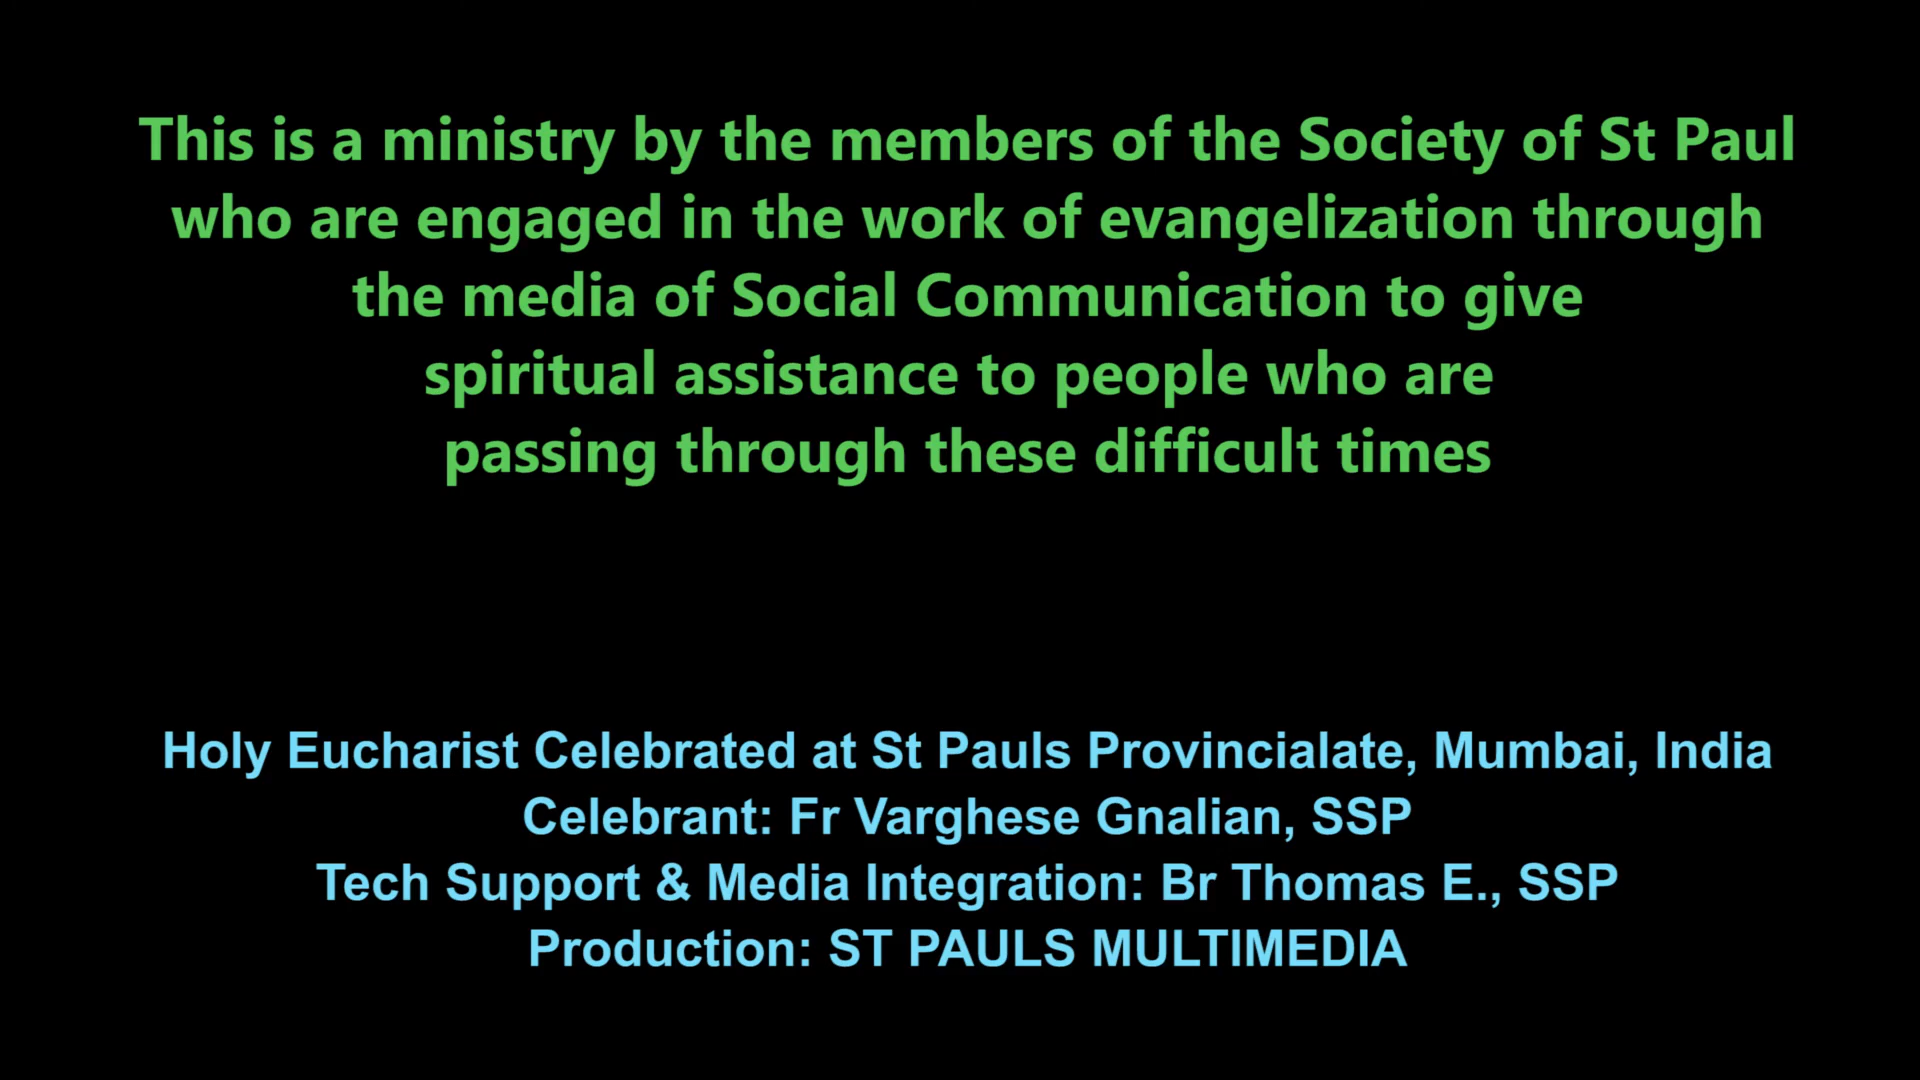 This is a ministry by the members of the Society of St Paul
who are engaged in the work of evangelization through
the media of Social Communication to give
spiritual assistance to people who are
passing through these difficult times
Holy Eucharist Celebrated at St Pauls Provincialate, Mumbai, India
Celebrant: Fr Varghese Gnalian, SSP
Tech Support & Media Integration: Br Thomas E., SSP
Production: ST PAULS MULTIMEDIA